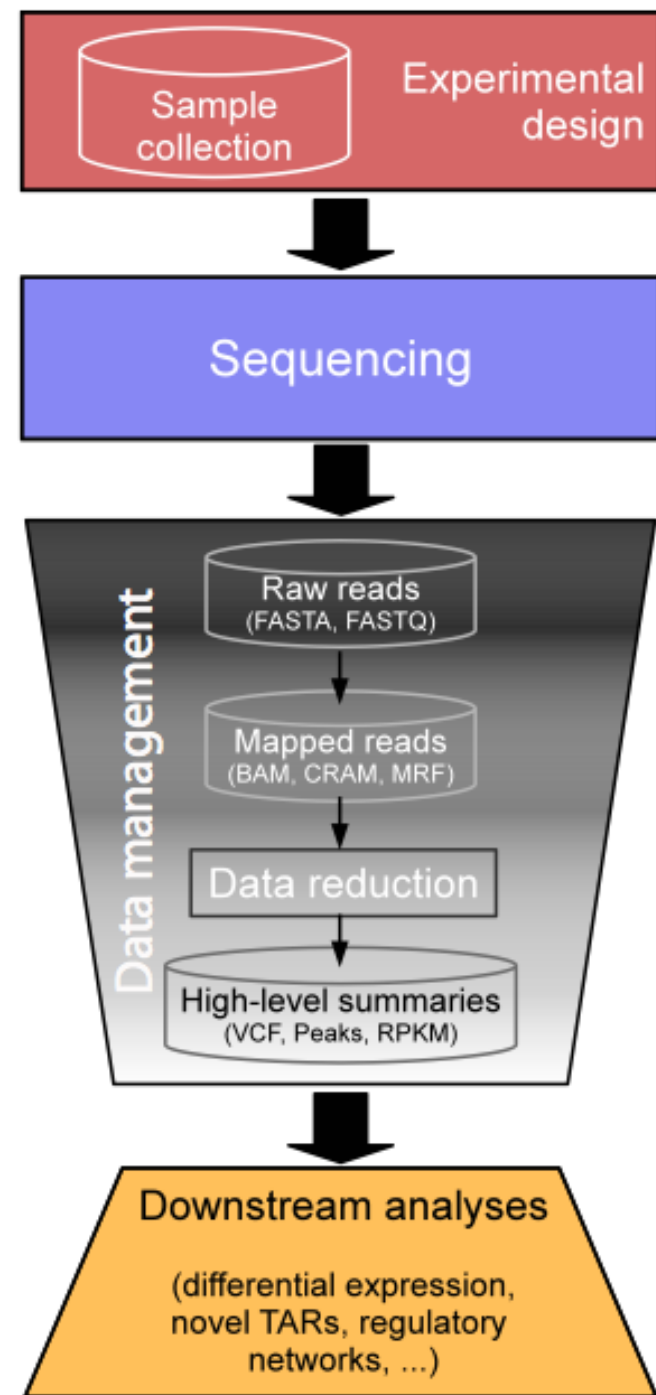 Sample
collection
Experimental
design
Sequencing
Data management
Raw reads
(FASTA, FASTQ)
Mapped reads
(BAM, CRAM, MRF)
Data reduction
High-level summaries
(VCF, Peaks, RPKM)
Downstream analyses
(differential expression,
novel TARs, regulatory
networks, ...)